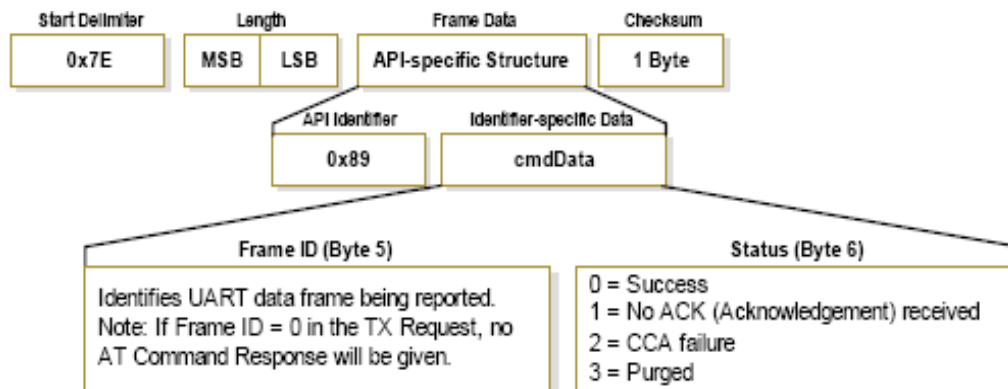 Start Delimiter Length Frame Data Checksum
0x7E MSB LSB API-specific Structure 1 Byte
API Identifier Identifier-specific Data
0x89 cmdData
Frame ID (Byte 5)
Identifies UART data frame being reported.
Note: If Frame ID = 0 in the TX Request, no
AT Command Response will be given.
Status (Byte 6)
0 = Success
1 = No ACK (Acknowledgement) received
2 = CCA failure
3 = Purged